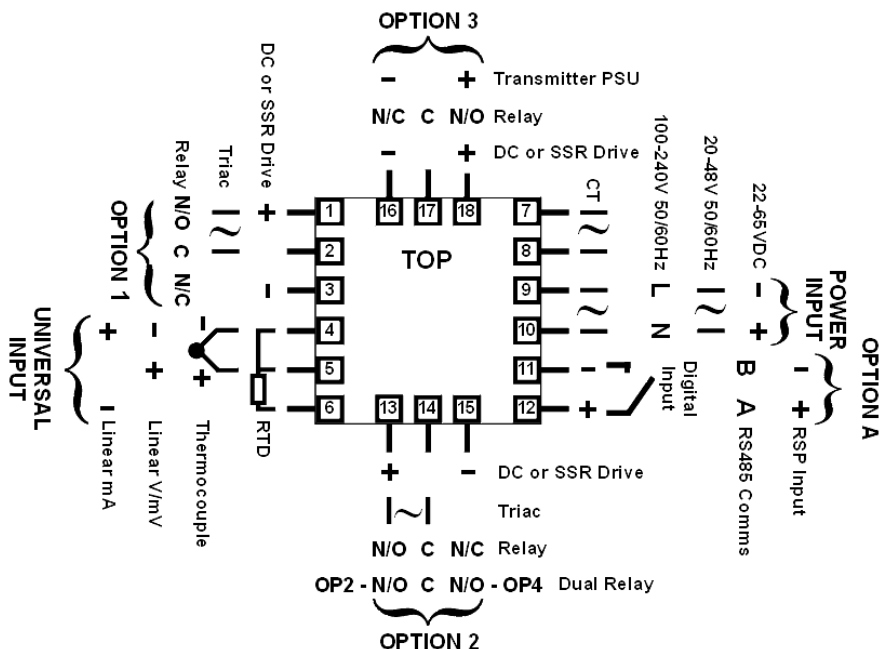 OPTION 3
- + Transmitter PSU
N/C C N/O Relay
- + DC or SSR Drive
16 17 18
TOP
1
2
3
4
5
6
7
8
9
10
11
12
13 14 15
+ - DC or SSR Drive
~ Triac
N/O C N/C Relay
OP2 - N/O C N/O - OP4 Dual Relay
OPTION 2
DC or SSR Drive
+ -
Triac
~
Relay N/O C N/C
OPTION 1
UNIVERSAL
INPUT
+ - Linear mA
- + Linear V/mV
- + Thermocouple
RTD
CT
~
~
100-240V 50/60Hz L N
20-48V 50/60Hz
~
22-65VDC - +
POWER
INPUT
- +
Digital
Input
B A RS485 Comms
- + RSP Input
OPTION A